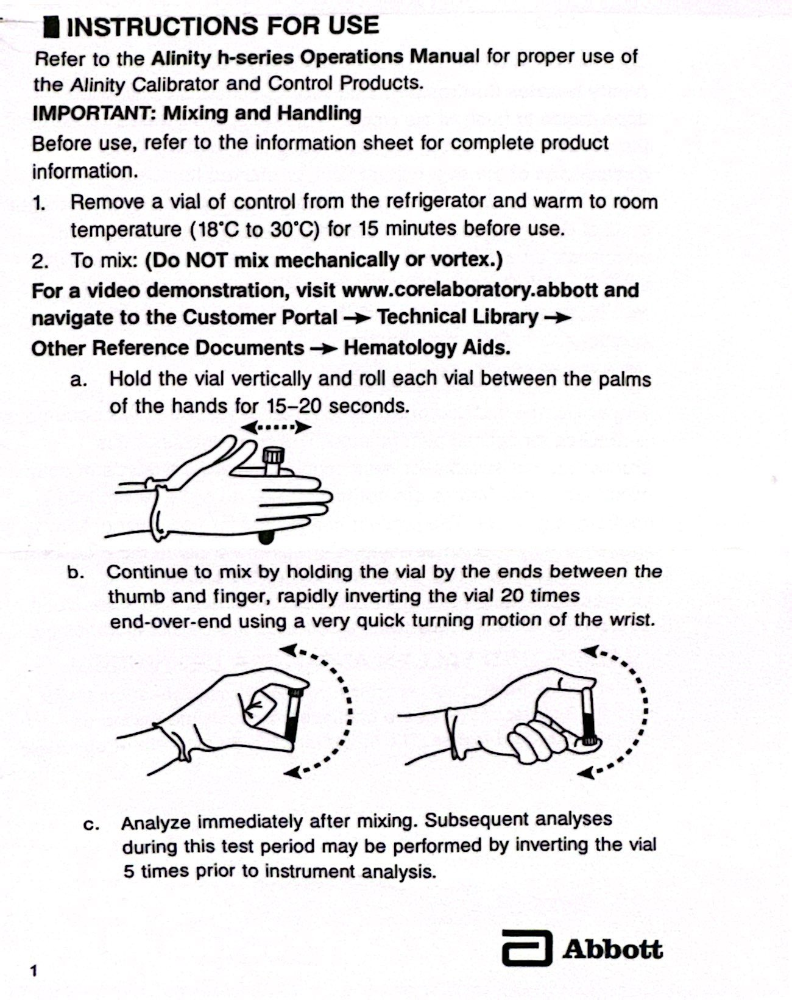 INSTRUCTIONS FOR USE
Refer to the Alinity h-series Operations Manual for proper use of
the Alinity Calibrator and Control Products.
IMPORTANT: Mixing and Handling
Before use, refer to the information sheet for complete product
information.
1. Remove a vial of control from the refrigerator and warm to room
temperature (18°C to 30°C) for 15 minutes before use.
2. To mix: (Do NOT mix mechanically or vortex.)
For a video demonstration, visit www.corelaboratory.abbott and
navigate to the Customer Portal → Technical Library →
Other Reference Documents → Hematology Aids.
a. Hold the vial vertically and roll each vial between the palms
of the hands for 15–20 seconds.
b. Continue to mix by holding the vial by the ends between the
thumb and finger, rapidly inverting the vial 20 times
end-over-end using a very quick turning motion of the wrist.
c. Analyze immediately after mixing. Subsequent analyses
during this test period may be performed by inverting the vial
5 times prior to instrument analysis.
Abbott
1